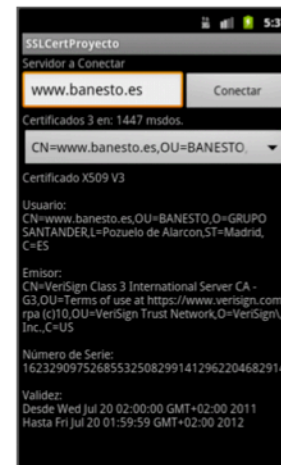 5:3
SSLCertProyecto
Servidor a Conectar
www.banesto.es
Conectar
Certificados 3 en: 1447 msdos.
CN=www.banesto.es,OU=BANESTO,
Certificado X509 V3
Usuario:
CN=www.banesto.es,OU=BANESTO,O=GRUPO
SANTANDER,L=Pozuelo de Alarcon,ST=Madrid,
C=ES
Emisor:
CN=VeriSign Class 3 International Server CA -
G3,OU=Terms of use at https://www.verisign.com
rpa (c)10,OU=VeriSign Trust Network,O=VeriSign\,
Inc.,C=US
Número de Serie:
162329097526855325082991412962204682914
Validez:
Desde Wed Jul 20 02:00:00 GMT+02:00 2011
Hasta Fri Jul 20 01:59:59 GMT+02:00 2012